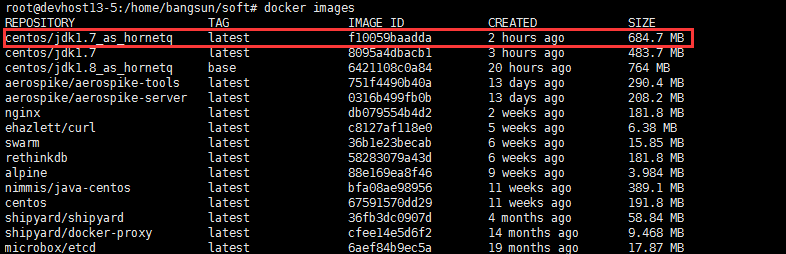 root@devhost13-5:/home/bangsun/soft# docker images
REPOSITORY TAG IMAGE ID CREATED SIZE
centos/jdk1.7_as_hornetq latest f10059baadda 2 hours ago 684.7 MB
centos/jdk1.7 latest 8095a4dbacb1 3 hours ago 483.7 MB
centos/jdk1.8_as_hornetq base 6421108c0a84 20 hours ago 764 MB
aerospike/aerospike-tools latest 751f4490b40a 13 days ago 290.4 MB
aerospike/aerospike-server latest 0316b499fb0b 13 days ago 208.2 MB
nginx latest db079554b4d2 2 weeks ago 181.8 MB
ehazlett/curl latest c8127af118e0 5 weeks ago 6.38 MB
swarm latest 36b1e23becab 6 weeks ago 15.85 MB
rethinkdb latest 58283079a43d 6 weeks ago 181.8 MB
alpine latest 88e169ea8f46 9 weeks ago 3.984 MB
nimmis/java-centos latest bfa08ae98956 11 weeks ago 389.1 MB
centos latest 67591570dd29 11 weeks ago 191.8 MB
shipyard/shipyard latest 36fb3dc0907d 4 months ago 58.84 MB
shipyard/docker-proxy latest cfee14e5d6f2 14 months ago 9.468 MB
microbox/etcd latest 6aef84b9ec5a 19 months ago 17.87 MB